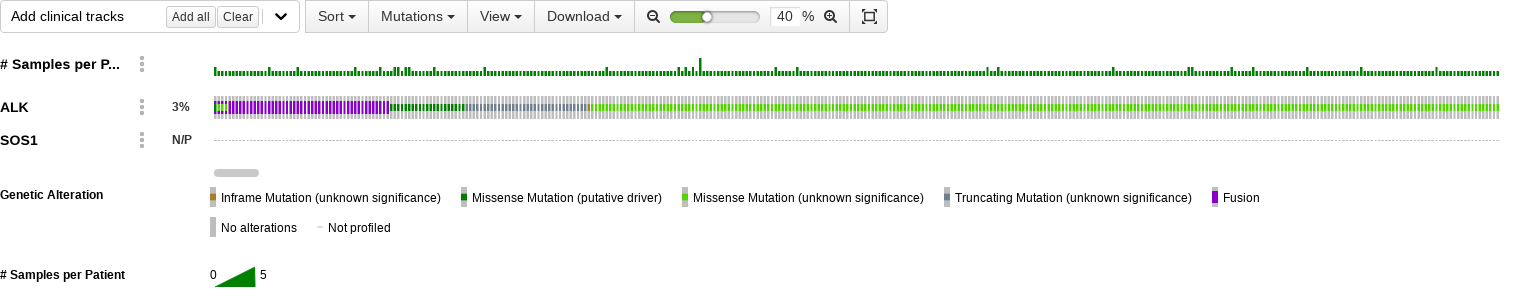 Add clinical tracks Add all Clear Sort Mutations View Download 40 %
# Samples per P...
ALK 3%
SOS1 N/P
Genetic Alteration Inframe Mutation (unknown significance) Missense Mutation (putative driver) Missense Mutation (unknown significance) Truncating Mutation (unknown significance) Fusion
No alterations Not profiled
# Samples per Patient 0 5